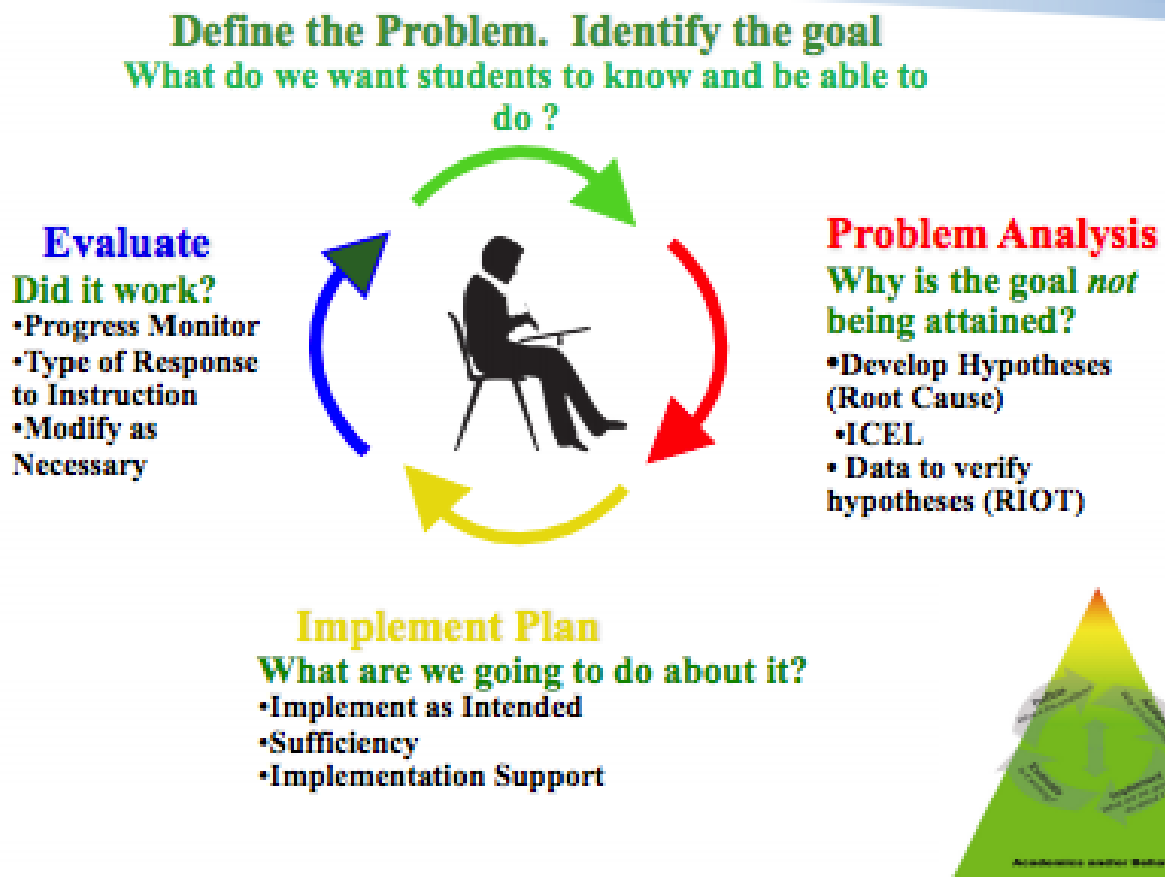 Define the Problem. Identify the goal
What do we want students to know and be able to
do ?
Evaluate
Did it work?
•Progress Monitor
•Type of Response
to Instruction
•Modify as
Necessary
Problem Analysis
Why is the goal not
being attained?
•Develop Hypotheses
(Root Cause)
•ICEL
• Data to verify
hypotheses (RIOT)
Implement Plan
What are we going to do about it?
•Implement as Intended
•Sufficiency
•Implementation Support
Academics and/or